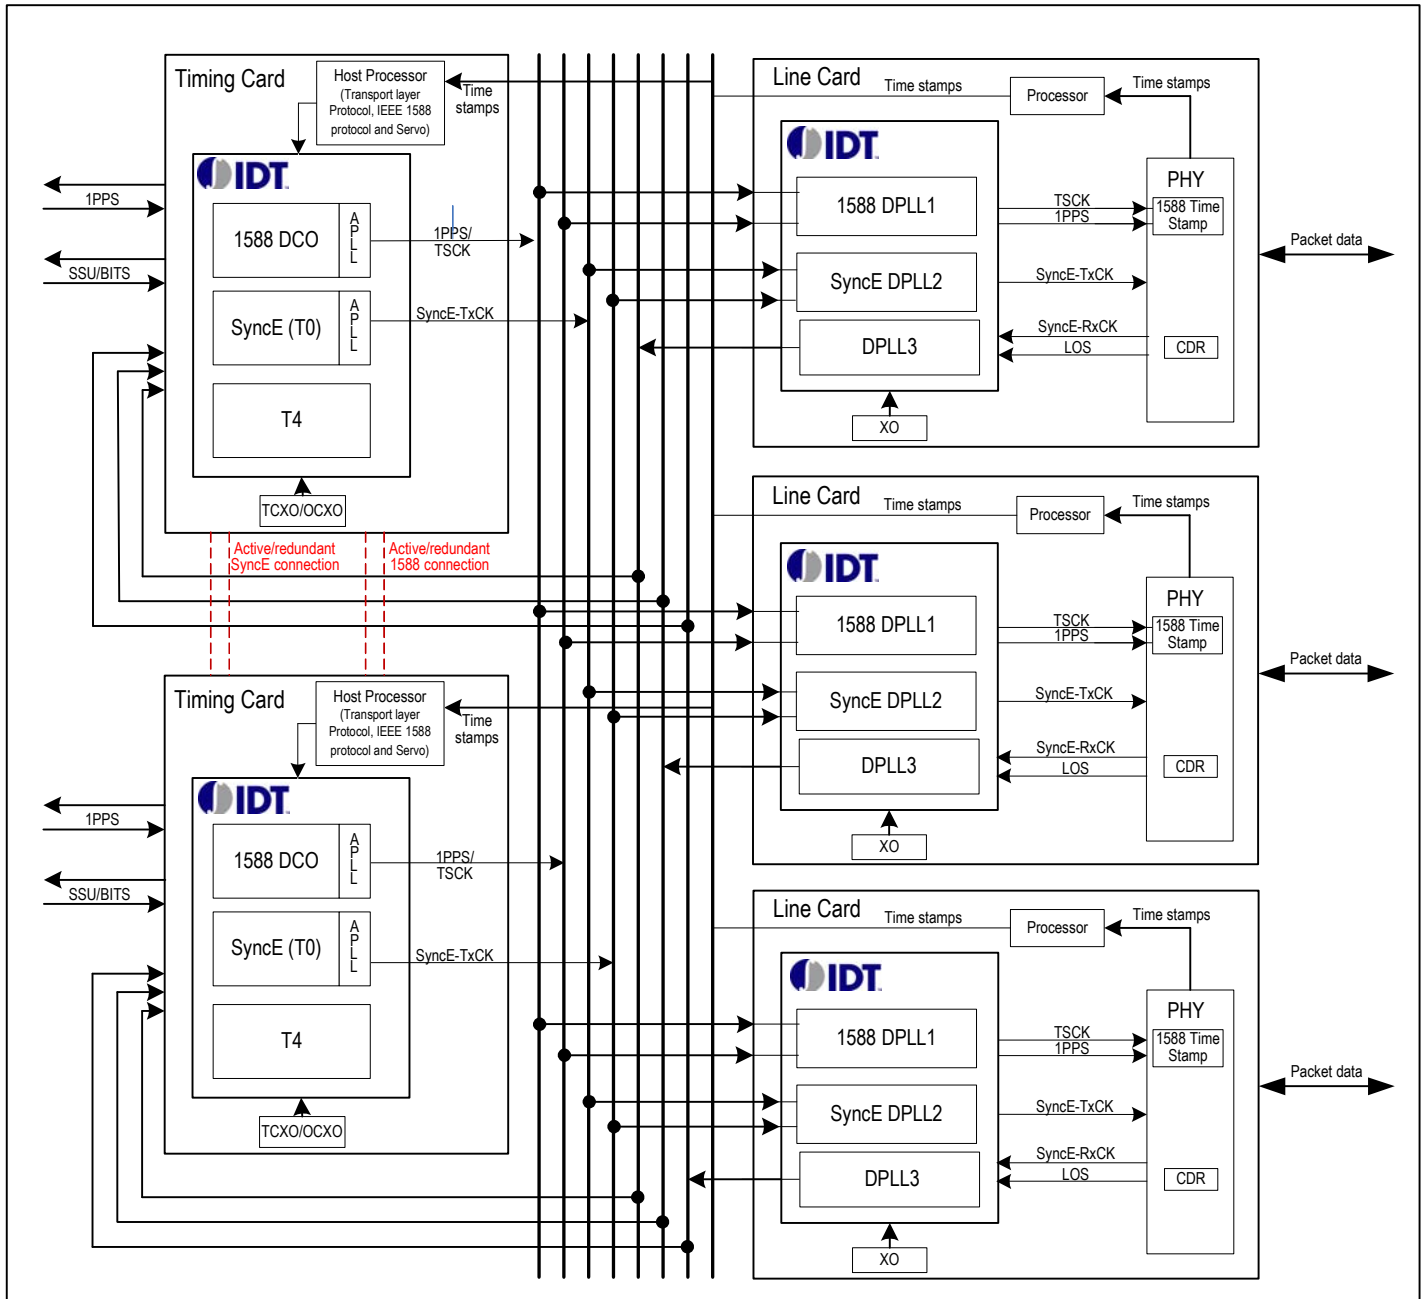 Timing Card
Host Processor
(Transport layer
Protocol, IEEE 1588
protocol and Servo)
Time
stamps
IDT
1PPS
SSU/BITS
1588 DCO
APLL
1PPS/
TSCK
SyncE (T0)
APLL
SyncE-TxCK
T4
TCXO/OCXO
Active/redundant
SyncE connection
Active/redundant
1588 connection
Timing Card
Host Processor
(Transport layer
Protocol, IEEE 1588
protocol and Servo)
Time
stamps
IDT
1PPS
SSU/BITS
1588 DCO
APLL
1PPS/
TSCK
SyncE (T0)
APLL
SyncE-TxCK
T4
TCXO/OCXO
Line Card
Time stamps
Processor
Time stamps
IDT
1588 DPLL1
SyncE DPLL2
DPLL3
XO
TSCK
1PPS
SyncE-TxCK
SyncE-RxCK
LOS
PHY
1588 Time
Stamp
CDR
Packet data
Line Card
Time stamps
Processor
Time stamps
IDT
1588 DPLL1
SyncE DPLL2
DPLL3
XO
TSCK
1PPS
SyncE-TxCK
SyncE-RxCK
LOS
PHY
1588 Time
Stamp
CDR
Packet data
Line Card
Time stamps
Processor
Time stamps
IDT
1588 DPLL1
SyncE DPLL2
DPLL3
XO
TSCK
1PPS
SyncE-TxCK
SyncE-RxCK
LOS
PHY
1588 Time
Stamp
CDR
Packet data